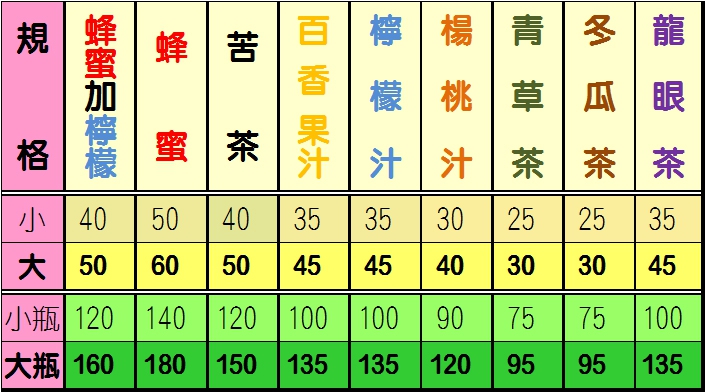 規格 蜂蜜加檸檬 蜂蜜 苦茶 百香果汁 檸檬汁 楊桃汁 青草茶 冬瓜茶 龍眼茶
小 40 50 40 35 35 30 25 25 35
大 50 60 50 45 45 40 30 30 45
小瓶 120 140 120 100 100 90 75 75 100
大瓶 160 180 150 135 135 120 95 95 135